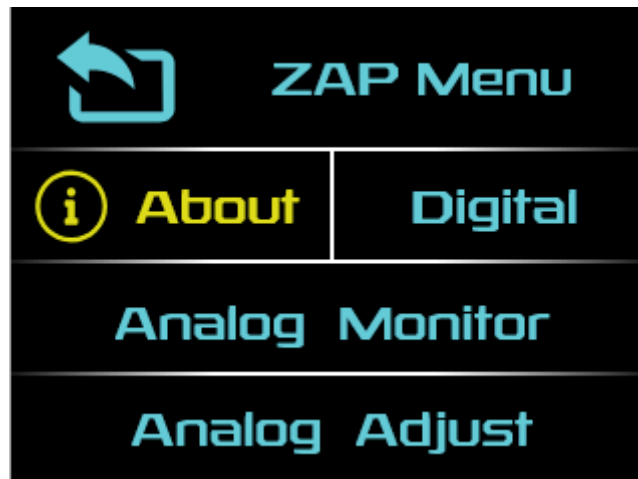 ZAP Menu
About Digital
Analog Monitor
Analog Adjust